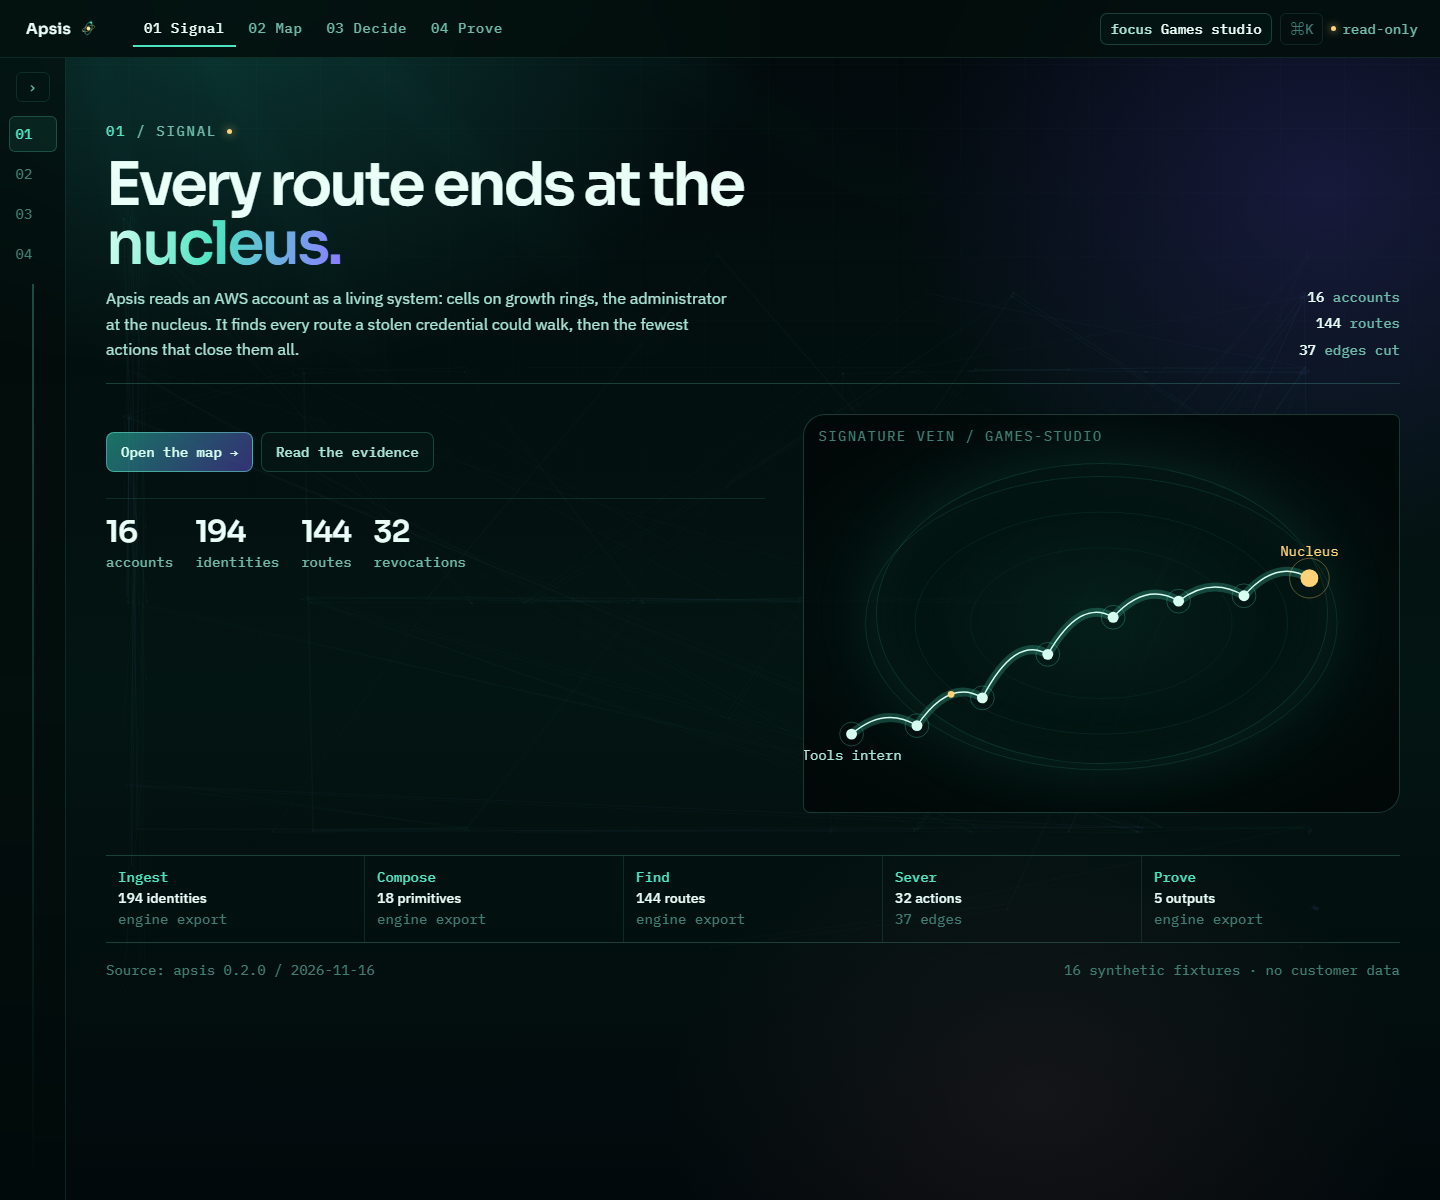 Apsis
01 Signal
02 Map
03 Decide
04 Prove
focus Games studio
⌘K
read-only
›
01
02
03
04
01 / SIGNAL
Every route ends at the
nucleus.
Apsis reads an AWS account as a living system: cells on growth rings, the administrator
at the nucleus. It finds every route a stolen credential could walk, then the fewest
actions that close them all.
16 accounts
144 routes
37 edges cut
Open the map →
Read the evidence
16 accounts
194 identities
144 routes
32 revocations
SIGNATURE VEIN / GAMES-STUDIO
Nucleus
Tools intern
Ingest
194 identities
engine export
Compose
18 primitives
engine export
Find
144 routes
engine export
Sever
32 actions
37 edges
Prove
5 outputs
engine export
Source: apsis 0.2.0 / 2026-11-16
16 synthetic fixtures · no customer data